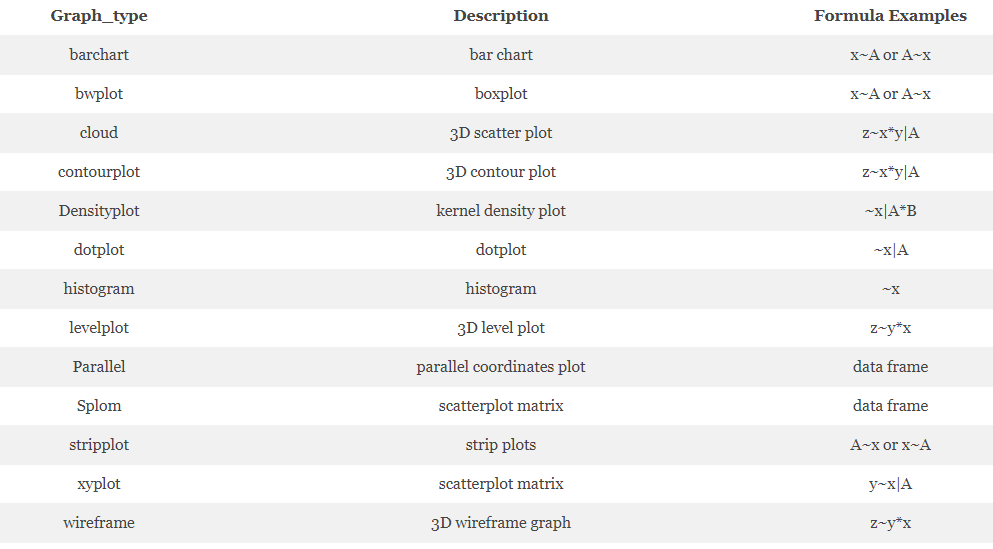 Graph_type Description Formula Examples
barchart bar chart x~A or A~x
bwplot boxplot x~A or A~x
cloud 3D scatter plot z~x*y|A
contourplot 3D contour plot z~x*y|A
Densityplot kernel density plot ~x|A*B
dotplot dotplot ~x|A
histogram histogram ~x
levelplot 3D level plot z~y*x
Parallel parallel coordinates plot data frame
Splom scatterplot matrix data frame
stripplot strip plots A~x or x~A
xyplot scatterplot matrix y~x|A
wireframe 3D wireframe graph z~y*x